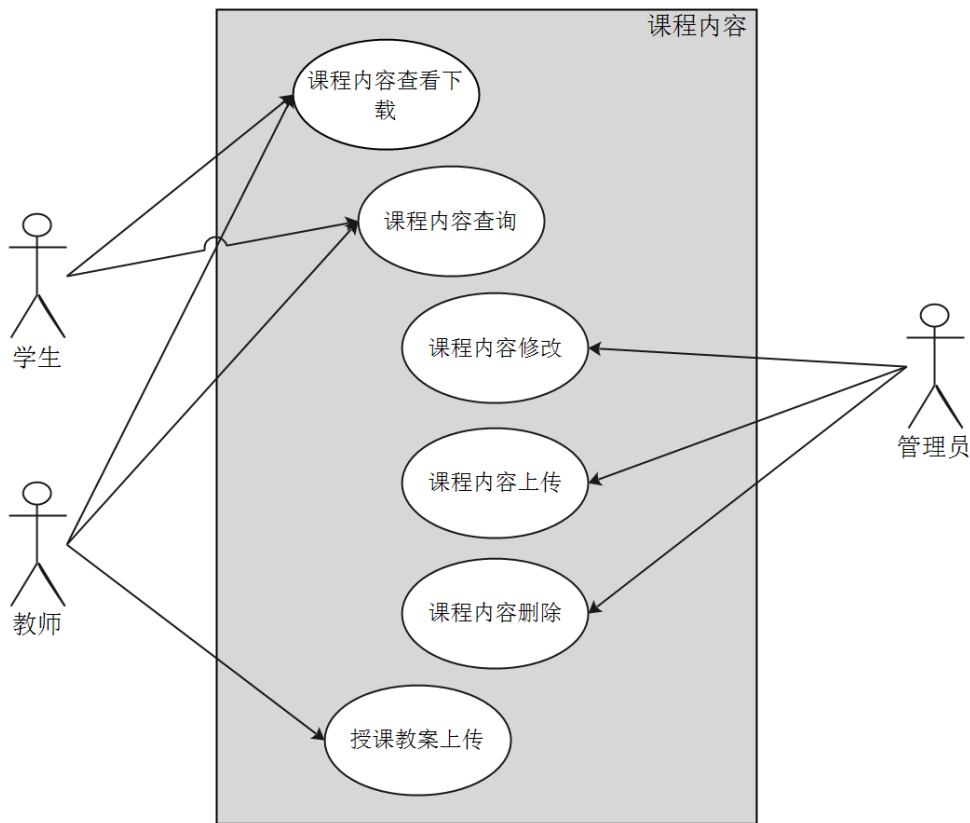 课程内容
课程内容查看下
载
课程内容查询
学生
课程内容修改
管理员
课程内容上传
课程内容删除
教师
授课教案上传